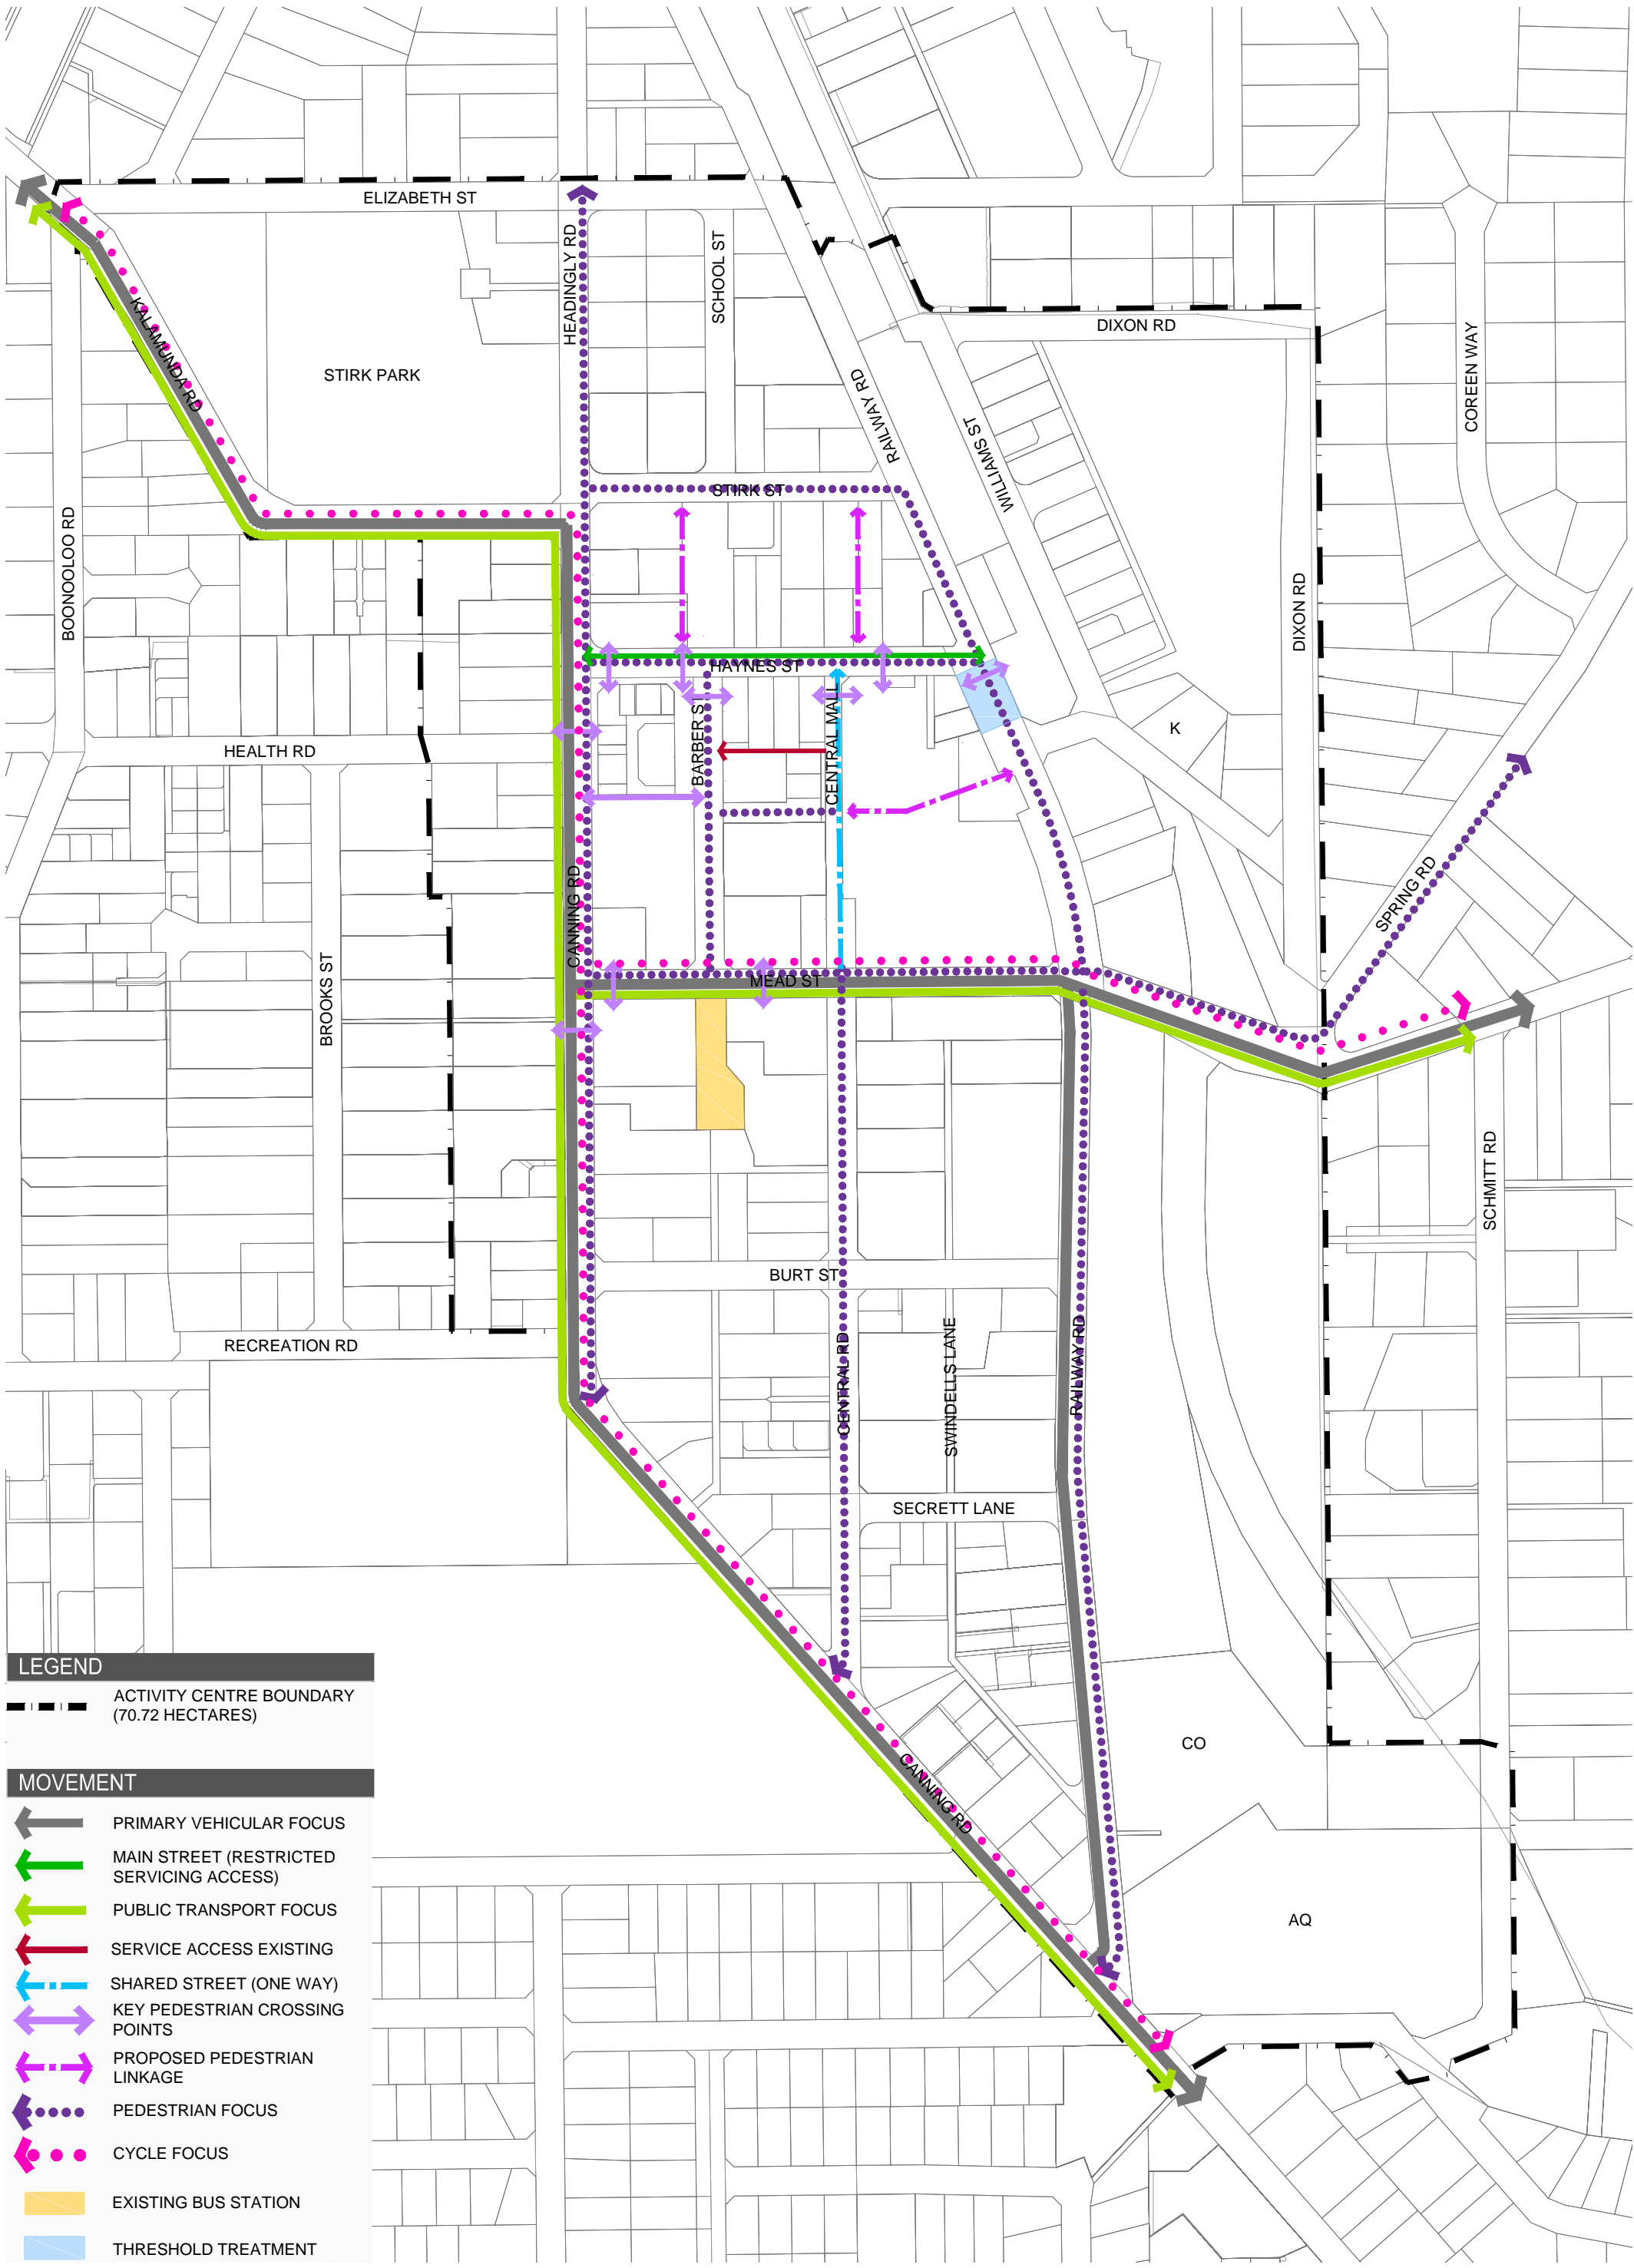 ELIZABETH ST
HEADINGLY RD
SCHOOL ST
DIXON RD
KALAMUNDA RD
STIRK PARK
RAILWAY RD
WILLIAMS ST
COREEN WAY
STIRK ST
BOONOOLOO RD
DIXON RD
HAYNES ST
HEALTH RD
BARBER ST
CENTRAL MALL
K
CANNING RD
SPRING RD
BROOKS ST
MEAD ST
SCHMITT RD
BURT ST
RECREATION RD
CENTRAL RD
SWINDELLS LANE
RAILWAY RD
SECRETT LANE
CANNING RD
CO
AQ
LEGEND
ACTIVITY CENTRE BOUNDARY
(70.72 HECTARES)
MOVEMENT
PRIMARY VEHICULAR FOCUS
MAIN STREET (RESTRICTED
SERVICING ACCESS)
PUBLIC TRANSPORT FOCUS
SERVICE ACCESS EXISTING
SHARED STREET (ONE WAY)
KEY PEDESTRIAN CROSSING
POINTS
PROPOSED PEDESTRIAN
LINKAGE
PEDESTRIAN FOCUS
CYCLE FOCUS
EXISTING BUS STATION
THRESHOLD TREATMENT